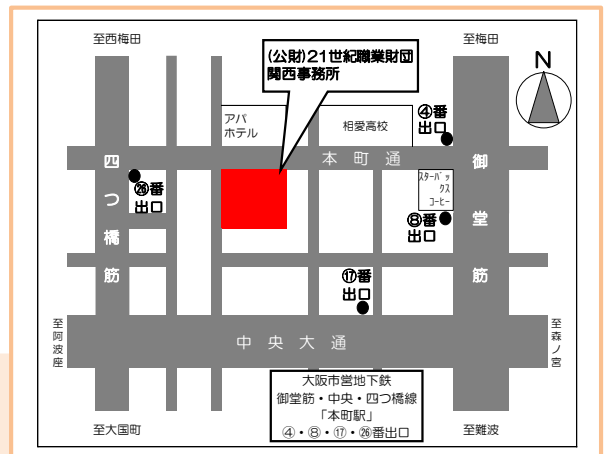 至西梅田
至梅田
(公財)21世紀職業財団
関西事務所
N
アパ
ホテル
相愛高校
④番
出口
本町通
四つ橋筋
御堂筋
㉖番
出口
スターバッ
クス
コーヒー
⑧番
出口
⑰番
出口
至阿波座
中央大通
至森ノ宮
大阪市営地下鉄
御堂筋・中央・四つ橋線
「本町駅」
④・⑧・⑰・㉖番出口
至大国町
至難波